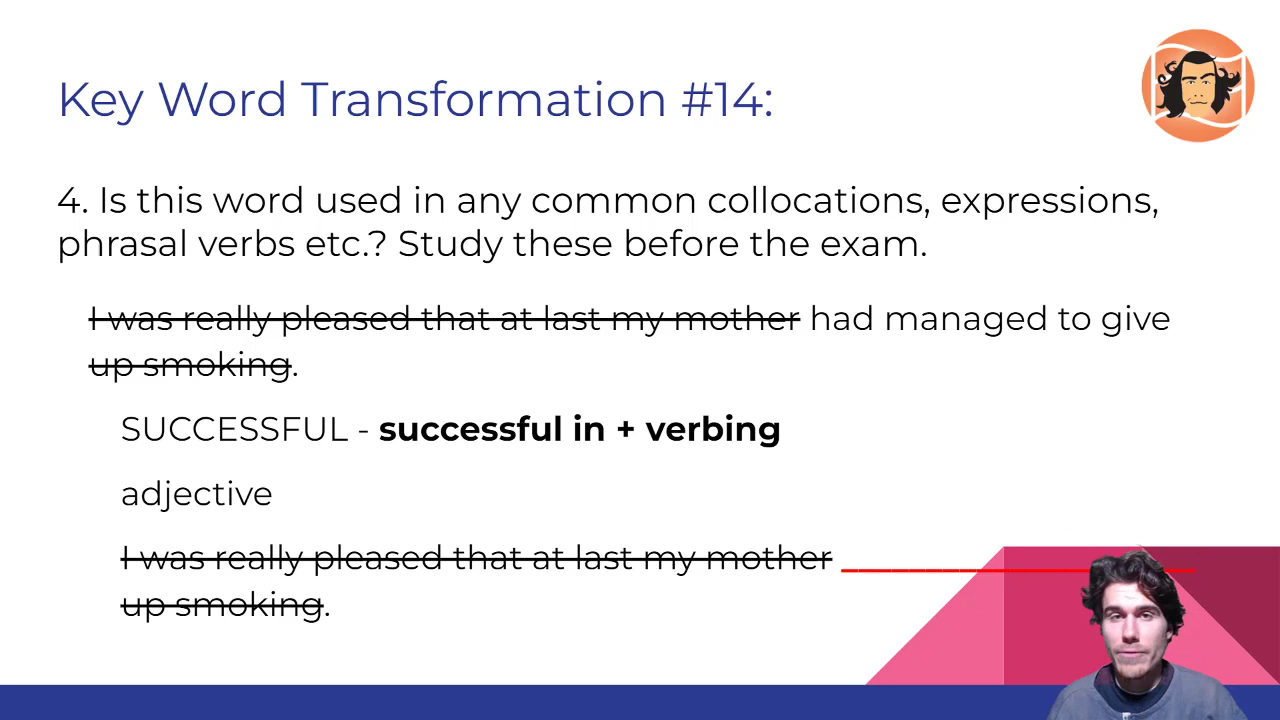 Key Word Transformation #14:
4. Is this word used in any common collocations, expressions,
phrasal verbs etc.? Study these before the exam.
I was really pleased that at last my mother had managed to give
up smoking.
SUCCESSFUL - successful in + verbing
adjective
I was really pleased that at last my mother ______________________
up smoking.